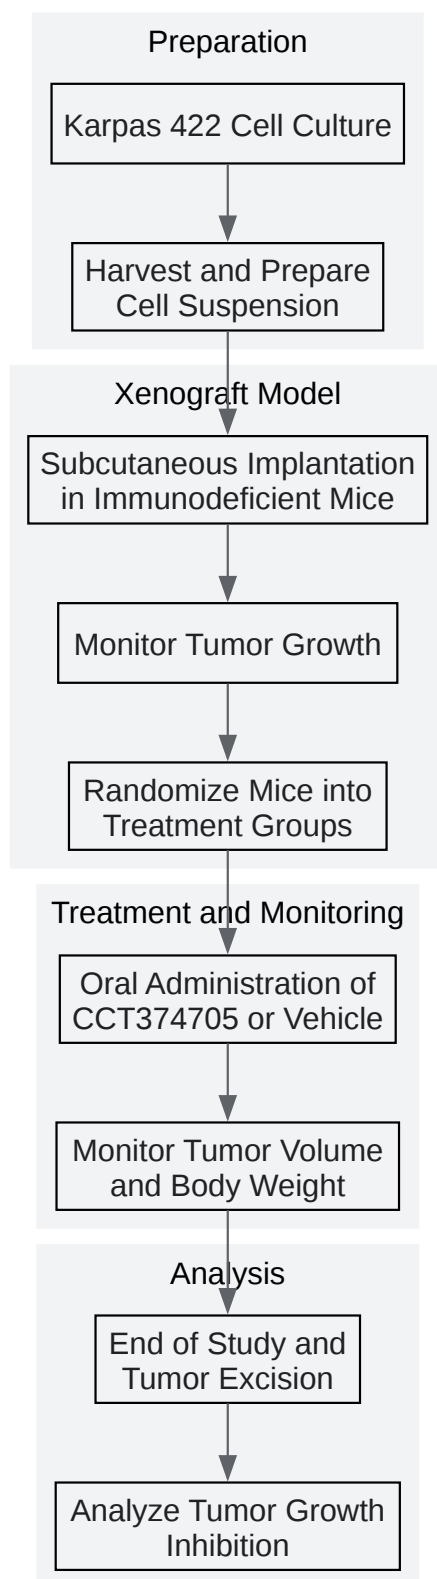 Preparation
Karpas 422 Cell Culture
Harvest and Prepare
Cell Suspension
Xenograft Model
Subcutaneous Implantation
in Immunodeficient Mice
Monitor Tumor Growth
Randomize Mice into
Treatment Groups
Treatment and Monitoring
Oral Administration of
CCT374705 or Vehicle
Monitor Tumor Volume
and Body Weight
Analysis
End of Study and
Tumor Excision
Analyze Tumor Growth
Inhibition